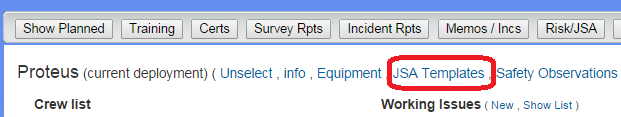 Show Planned Training Certs Survey Rpts Incident Rpts Memos / Incs Risk/JSA
Proteus (current deployment) ( Unselect , info , Equipment , JSA Templates , Safety Observations
Crew list Working Issues ( New , Show List )